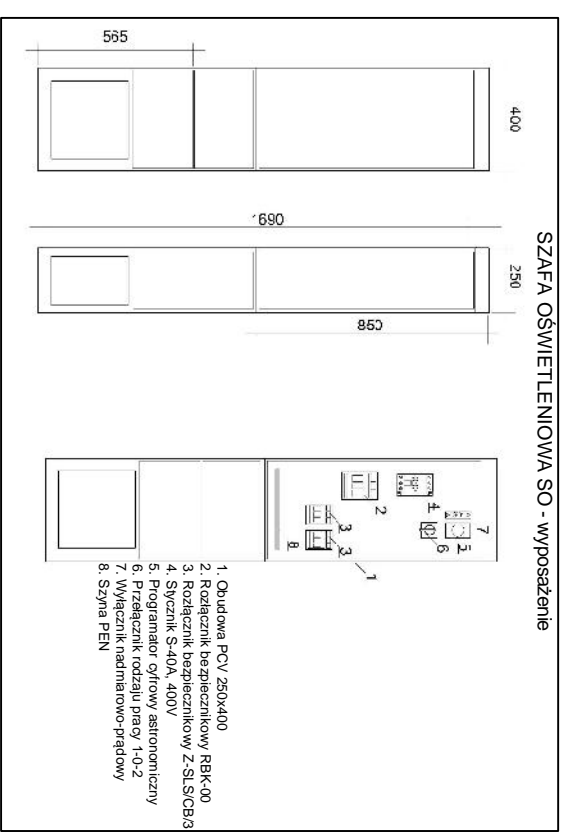 SZAFA OŚWIETLENIOWA SO - wyposażenie
400
565
250
1690
850
7
5
4
6
2
3
3
8
1
1. Obudowa PCV 250x400
2. Rozłącznik bezpiecznikowy RBK-00
3. Rozłącznik bezpiecznikowy Z-SLS/CB/3
4. Stycznik S-40A, 400V
5. Programator cyfrowy astronomiczny
6. Przełącznik rodzaju pracy 1-0-2
7. Wyłącznik nadmiarowo-prądowy
8. Szyna PEN